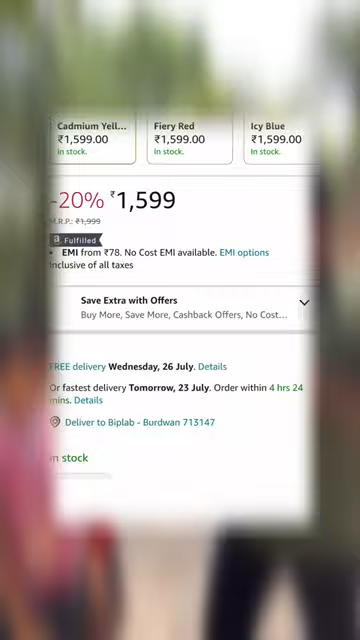 Cadmium Yell... Fiery Red Icy Blue
₹1,599.00 ₹1,599.00 ₹1,599.00
In stock. In stock. In stock.
-20% ₹1,599
M.R.P.: ₹1,999
a Fulfilled
EMI from ₹78. No Cost EMI available. EMI options
Inclusive of all taxes
Save Extra with Offers
Buy More, Save More, Cashback Offers, No Cost...
FREE delivery Wednesday, 26 July. Details
Or fastest delivery Tomorrow, 23 July. Order within 4 hrs 24
mins. Details
Deliver to Biplab - Burdwan 713147
In stock